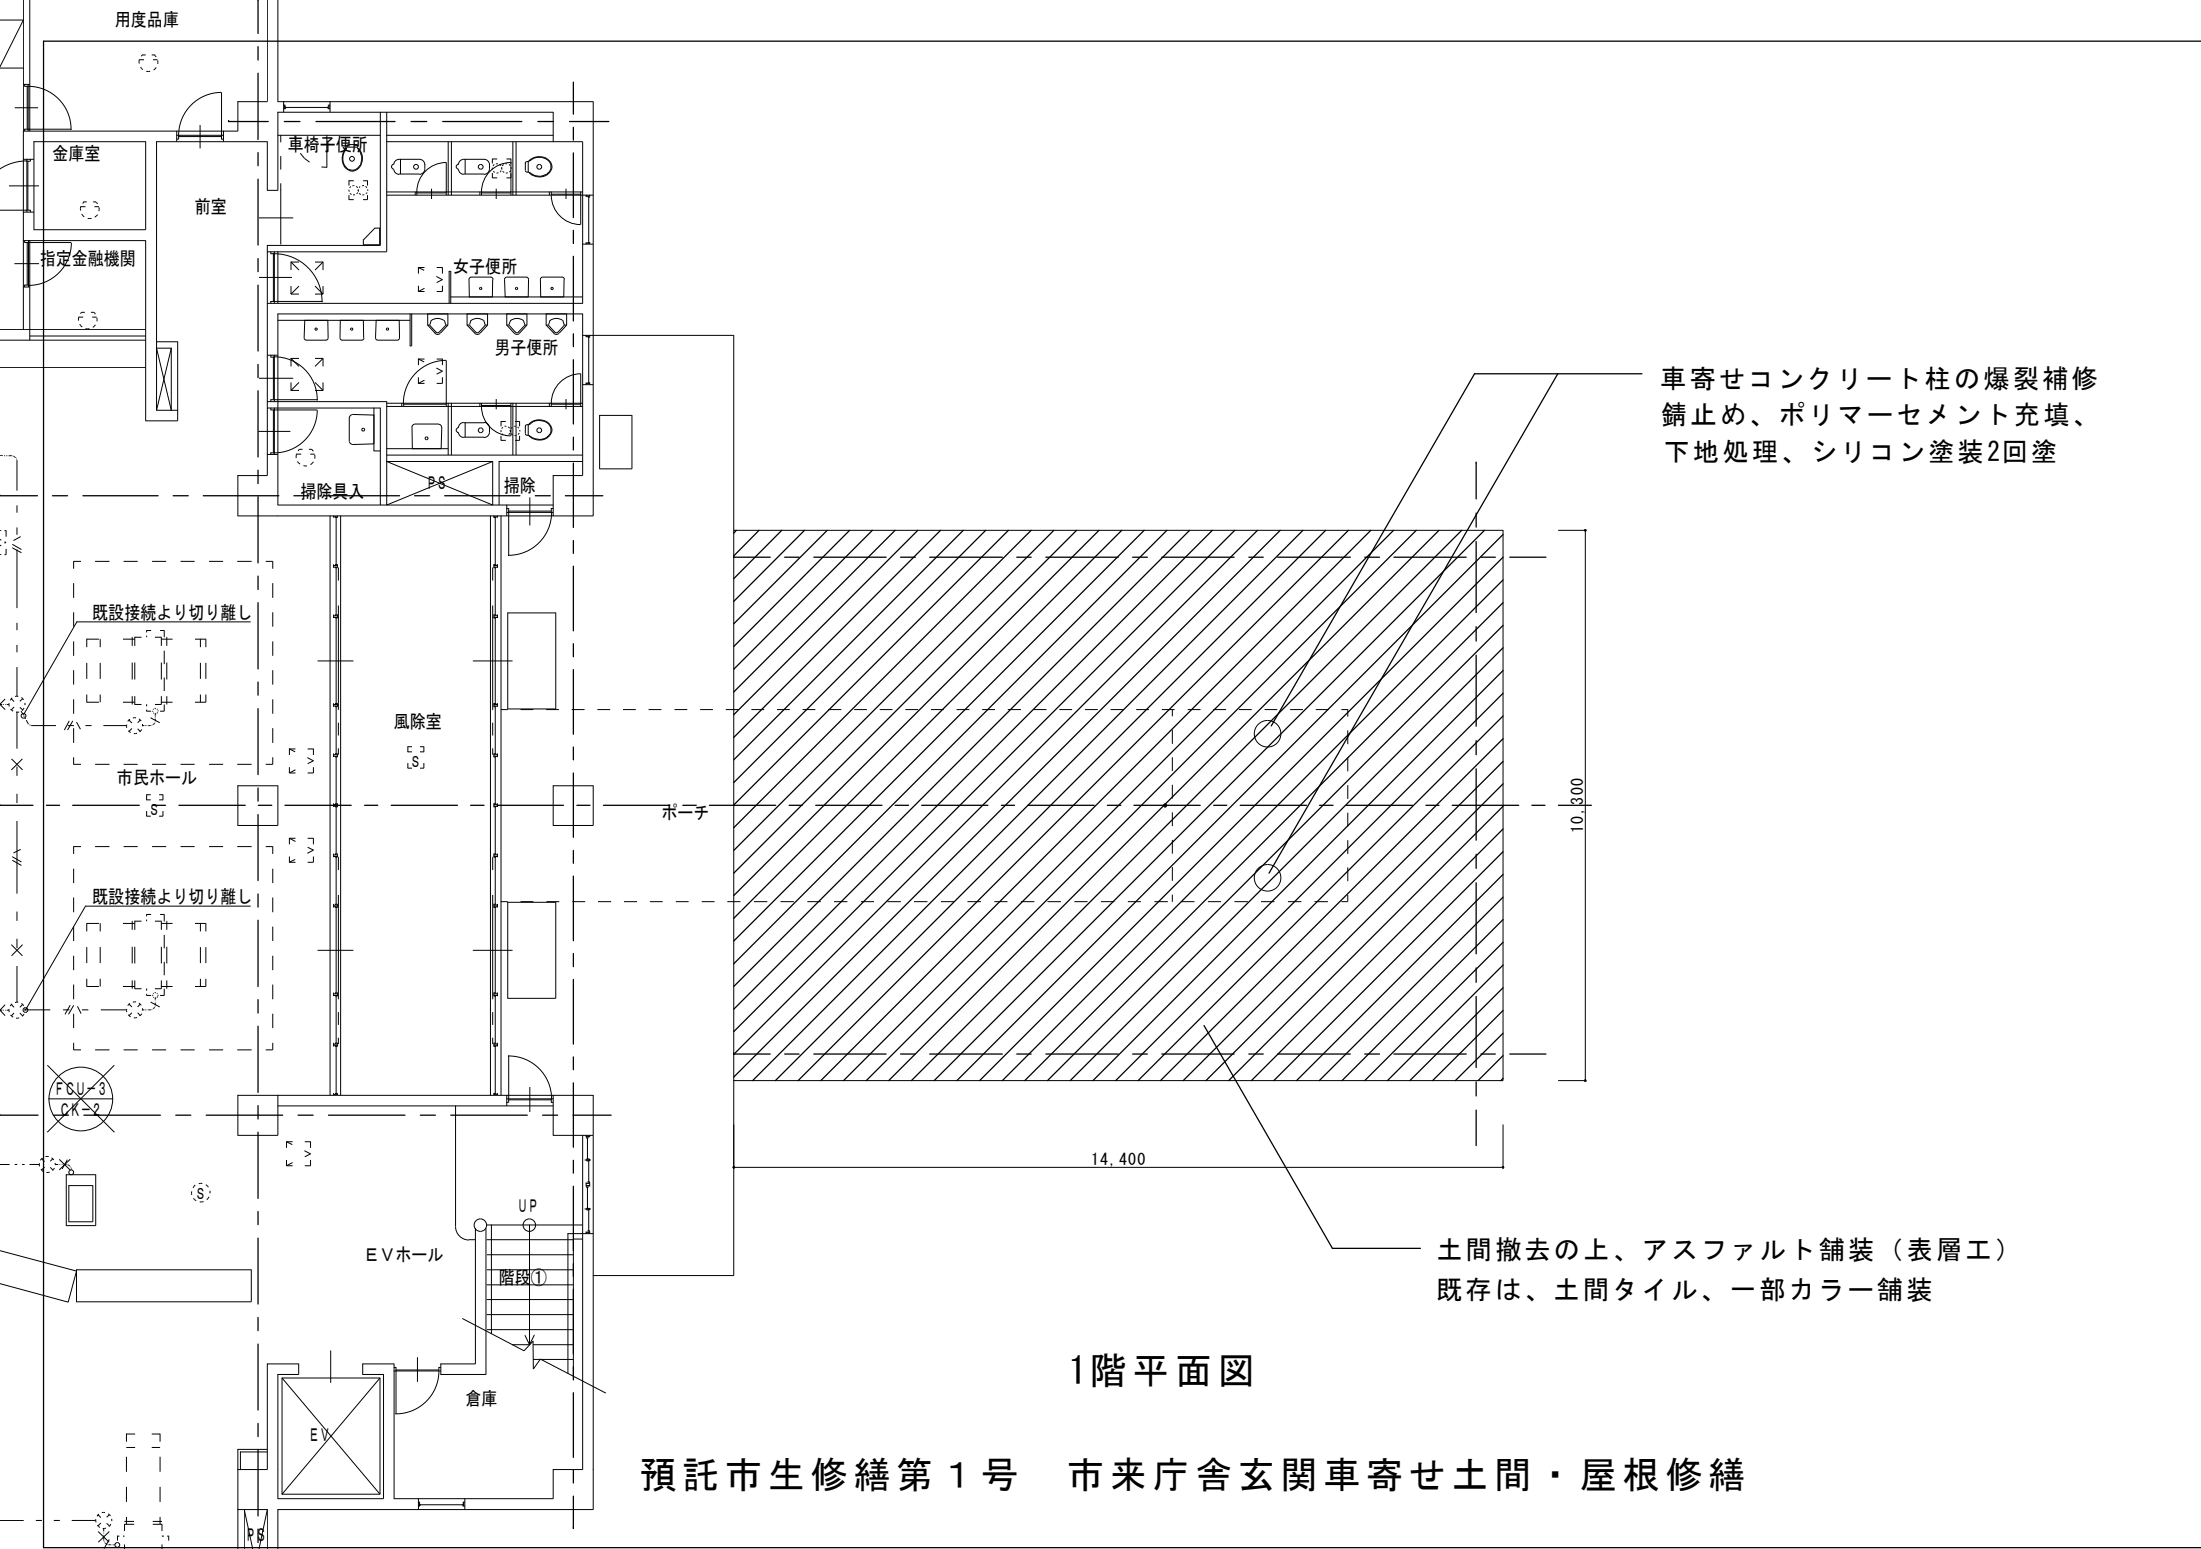 用度品庫
金庫室
車椅子便所
前室
指定金融機関
女子便所
男子便所
車寄せコンクリート柱の爆裂補修
錆止め、ポリマーセメント充填、
下地処理、シリコン塗装2回塗
掃除具入
PS
掃除
既設接続より切り離し
風除室
S
市民ホール
S
ポーチ
10,300
既設接続より切り離し
FCU-3
CK-2
14,400
S
UP
EVホール
階段①
土間撤去の上、アスファルト舗装（表層工）
既存は、土間タイル、一部カラー舗装
1階平面図
倉庫
EV
預託市生修繕第１号　市来庁舎玄関車寄せ土間・屋根修繕
PS